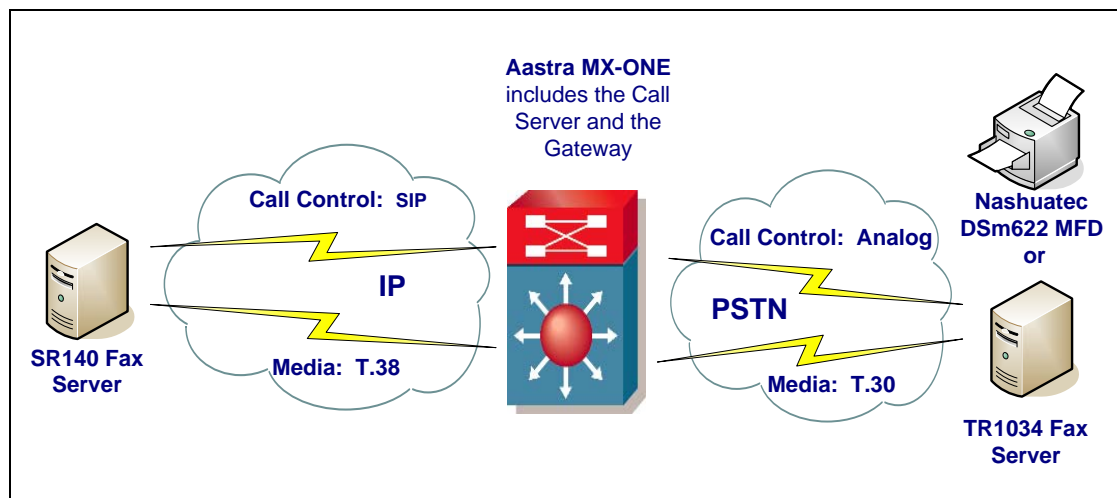 Aastra MX-ONE
includes the Call
Server and the
Gateway
Call Control: SIP
IP
Media: T.38
SR140 Fax
Server
Call Control: Analog
PSTN
Media: T.30
Nashuatec
DSm622 MFD
or
TR1034 Fax
Server